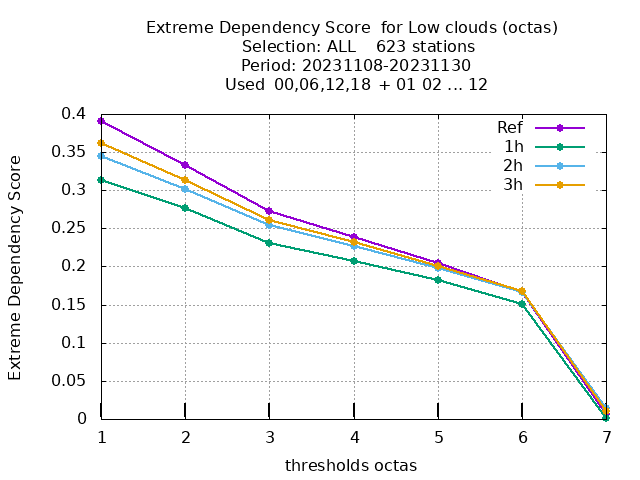 Extreme Dependency Score  for Low clouds (octas)
Selection: ALL    623 stations
Period: 20231108-20231130
Used  00,06,12,18  + 01 02 ... 12
Extreme Dependency Score
0.4
0.35
0.3
0.25
0.2
0.15
0.1
0.05
0
Ref
1h
2h
3h
1 2 3 4 5 6 7
thresholds octas